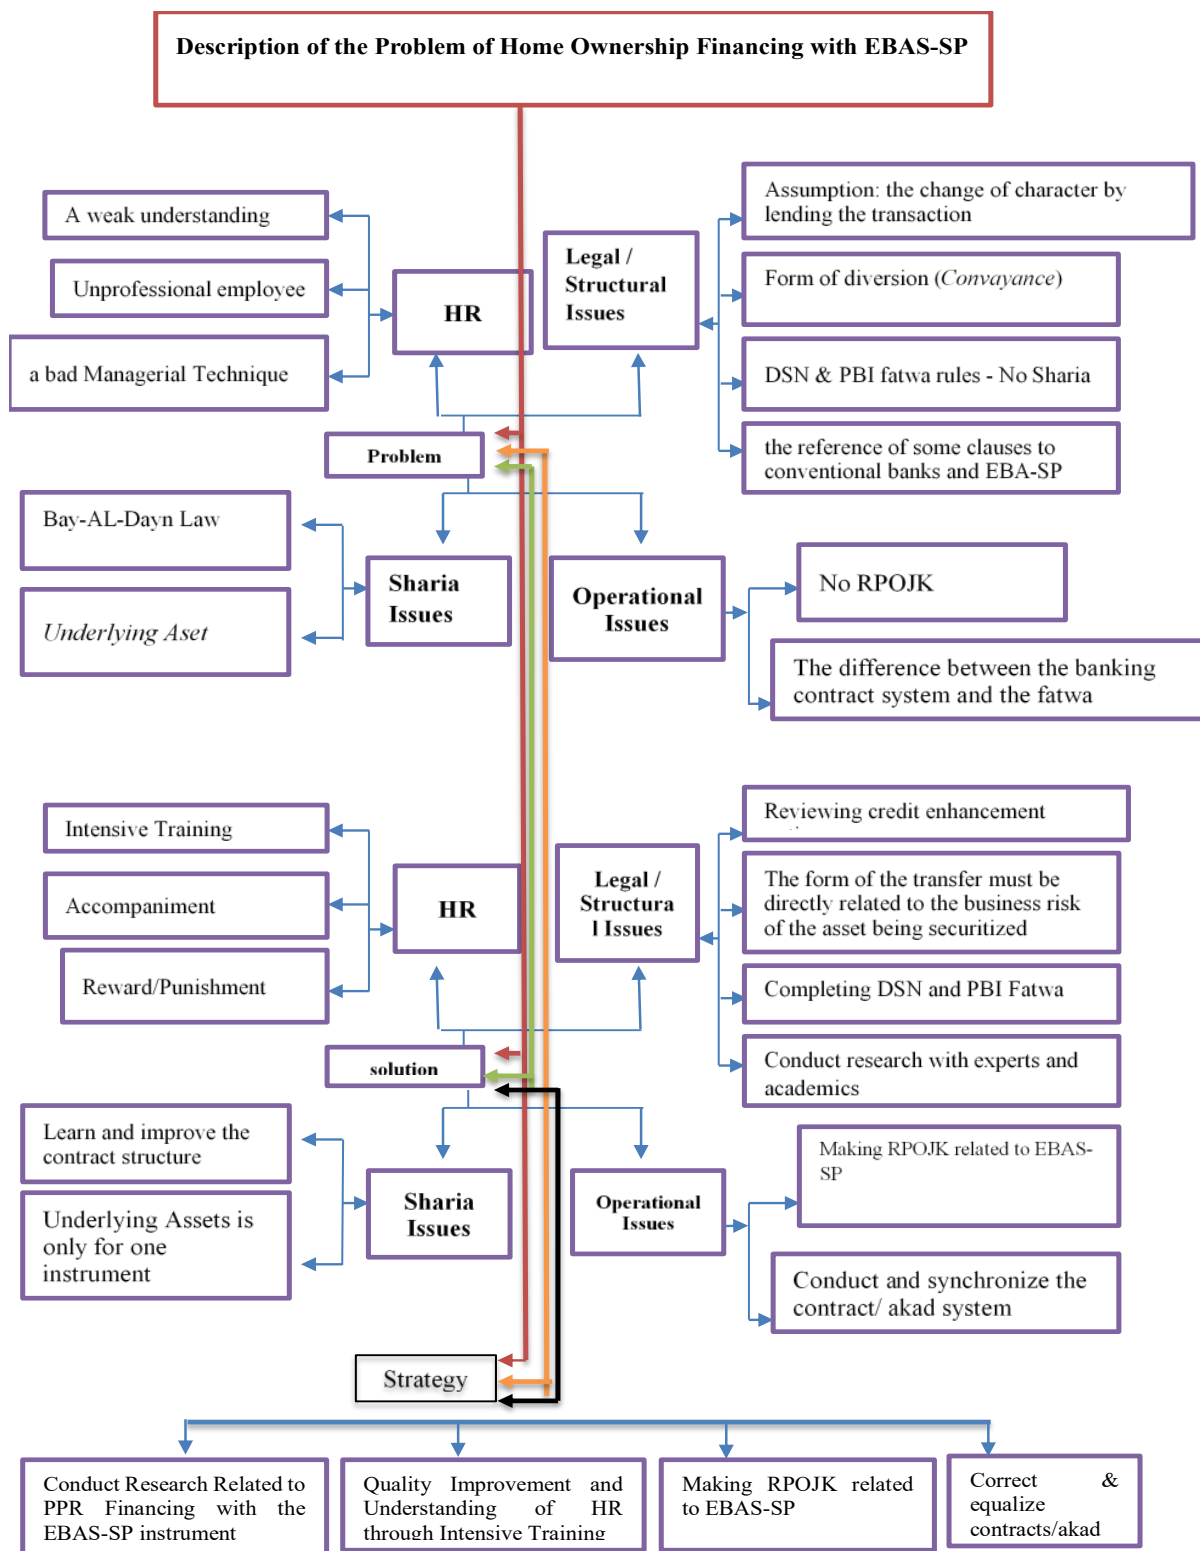 Description of the Problem of Home Ownership Financing with EBAS-SP
A weak understanding
Unprofessional employee
a bad Managerial Technique
HR
Legal /
Structural
Issues
Assumption: the change of character by
lending the transaction
Form of diversion (Convayance)
DSN & PBI fatwa rules - No Sharia
the reference of some clauses to
conventional banks and EBA-SP
Problem
Bay-AL-Dayn Law
Underlying Aset
Sharia
Issues
Operational
Issues
No RPOJK
The difference between the banking
contract system and the fatwa
Intensive Training
Accompaniment
Reward/Punishment
HR
Legal /
Structura
l Issues
Reviewing credit enhancement
The form of the transfer must be
directly related to the business risk
of the asset being securitized
Completing DSN and PBI Fatwa
Conduct research with experts and
academics
solution
Learn and improve the
contract structure
Underlying Assets is
only for one
instrument
Sharia
Issues
Operational
Issues
Making RPOJK related to EBAS-
SP
Conduct and synchronize the
contract/ akad system
Strategy
Conduct Research Related to
PPR Financing with the
EBAS-SP instrument
Quality Improvement and
Understanding of HR
through Intensive Training
Making RPOJK related
to EBAS-SP
Correct &
equalize
contracts/akad